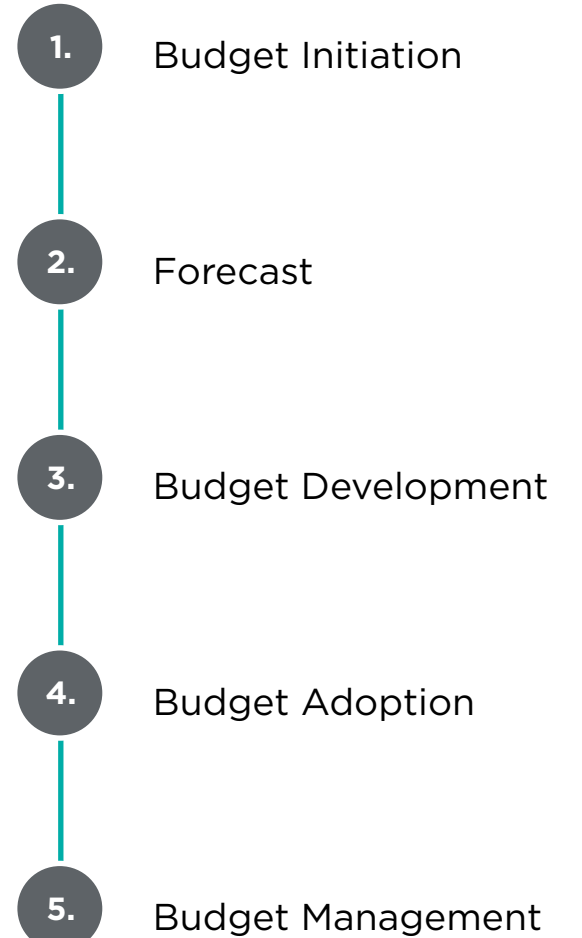 1. Budget Initiation
2. Forecast
3. Budget Development
4. Budget Adoption
5. Budget Management